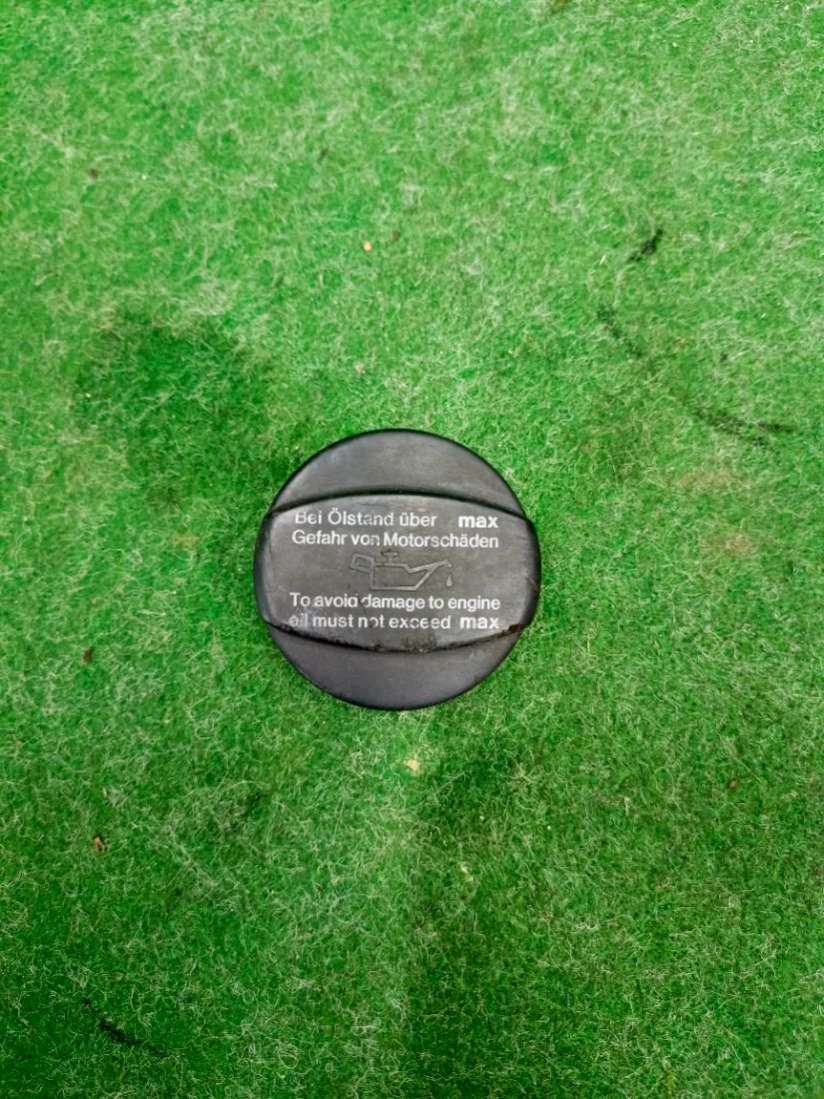 Bei Ölstand über max
Gefahr von Motorschäden
To avoid damage to engine
oil must not exceed max